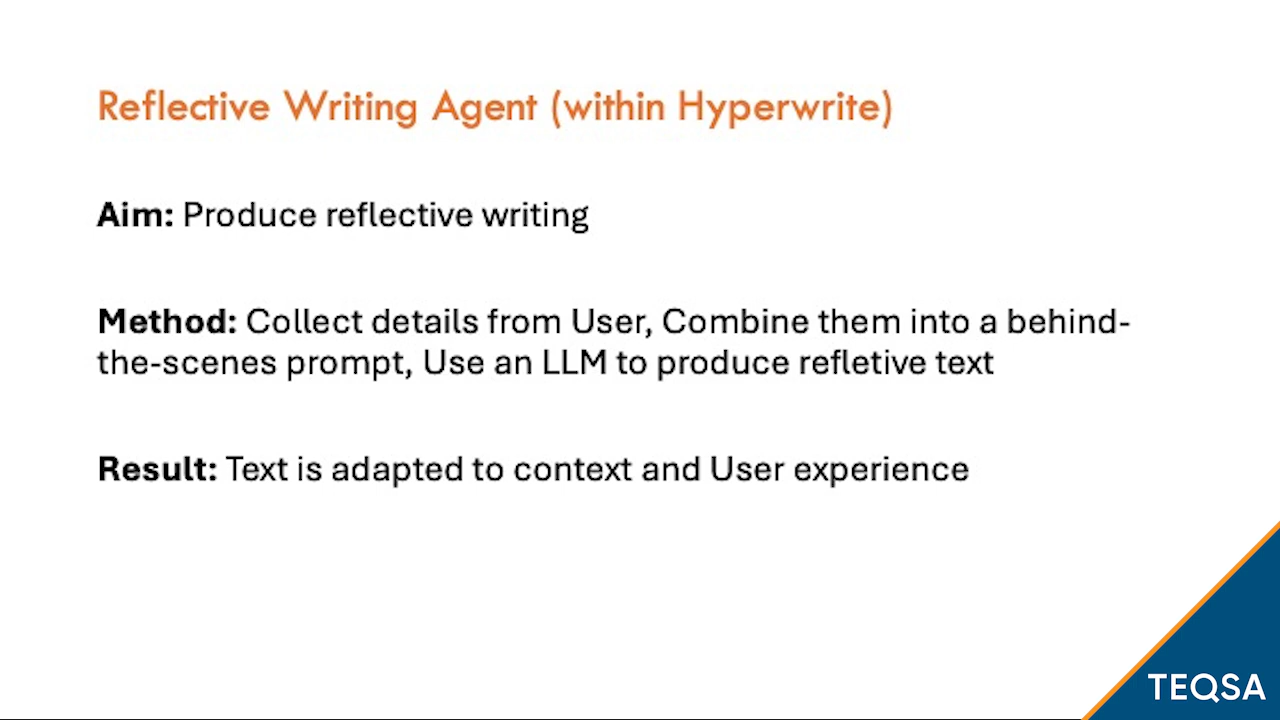 Reflective Writing Agent (within Hyperwrite)
Aim: Produce reflective writing
Method: Collect details from User, Combine them into a behind-
the-scenes prompt, Use an LLM to produce refletive text
Result: Text is adapted to context and User experience
TEQSA